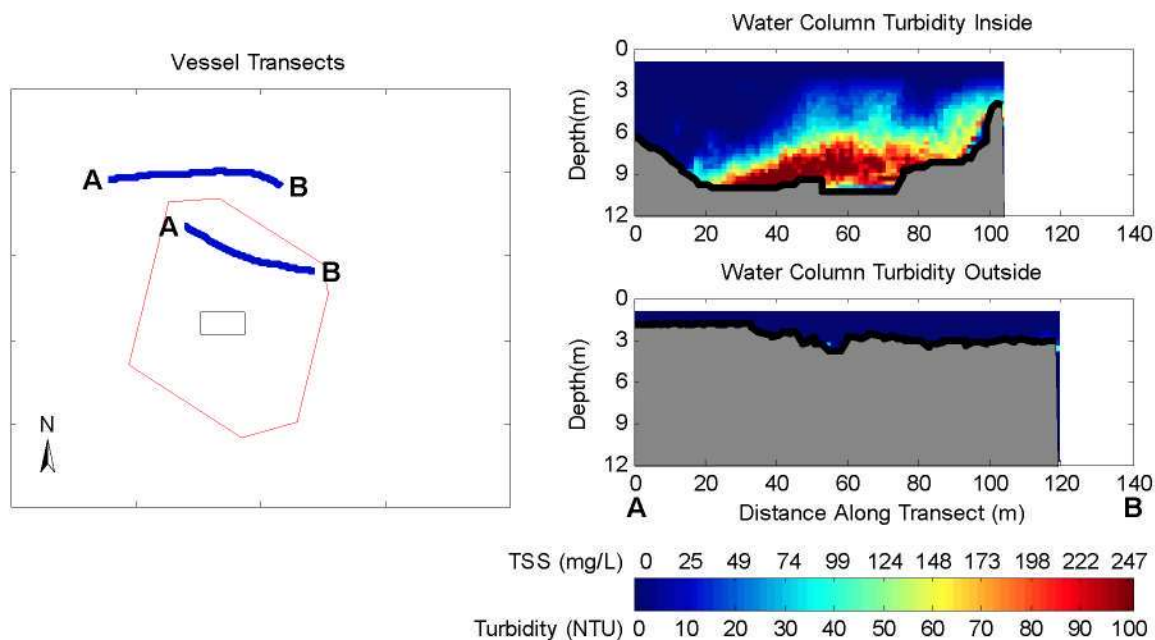 Vessel Transects
A
B
A
B
N
Water Column Turbidity Inside
0
3
6
9
12
Depth(m)
0 20 40 60 80 100 120 140
Water Column Turbidity Outside
0
3
6
9
12
Depth(m)
0 20 40 60 80 100 120 140
A Distance Along Transect (m) B
TSS (mg/L) 0 25 49 74 99 124 148 173 198 222 247
Turbidity (NTU) 0 10 20 30 40 50 60 70 80 90 100